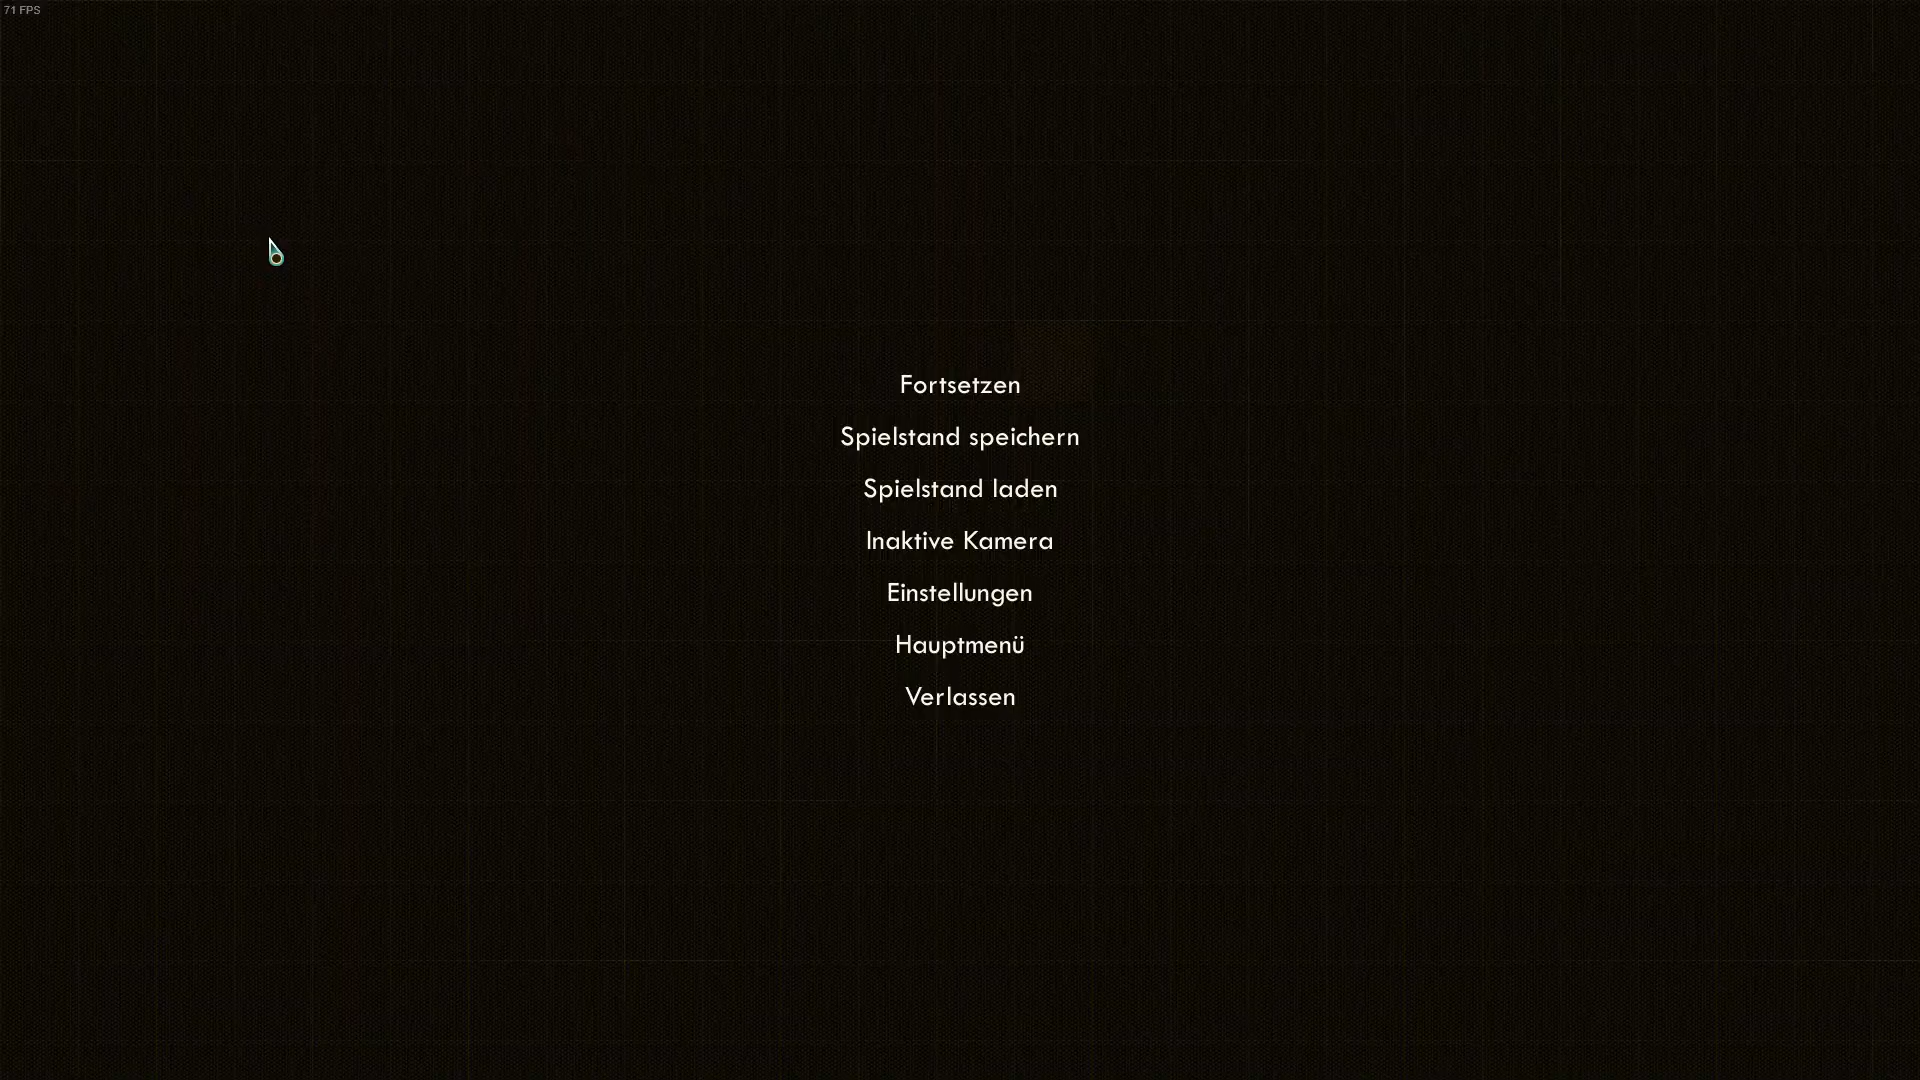 71 FPS
Fortsetzen
Spielstand speichern
Spielstand laden
Inaktive Kamera
Einstellungen
Hauptmenü
Verlassen